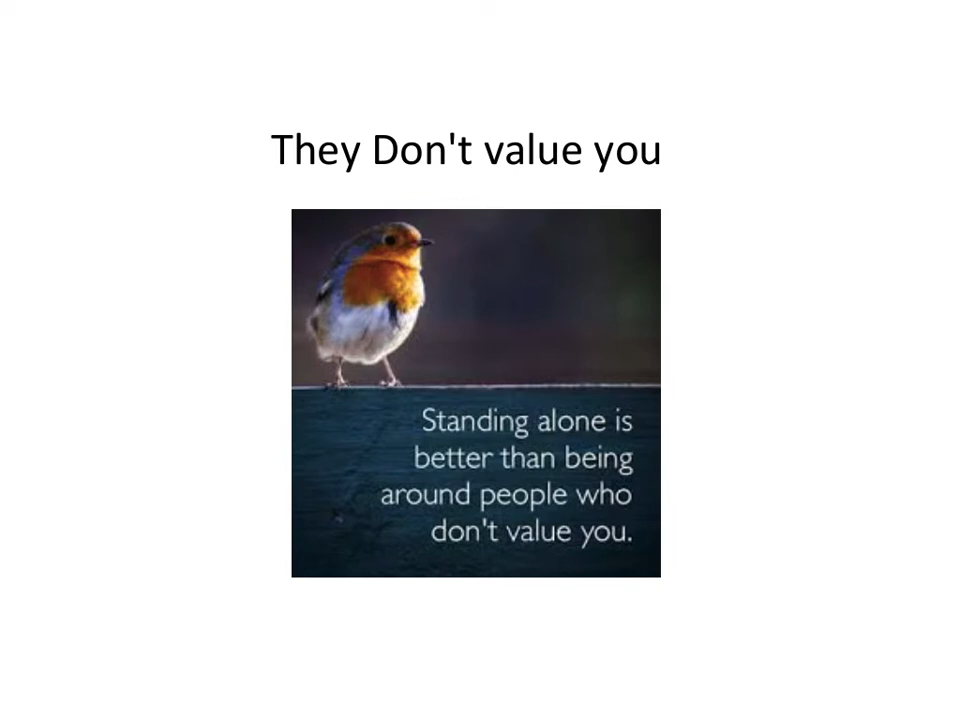 They Don't value you
Standing alone is
better than being
around people who
don't value you.